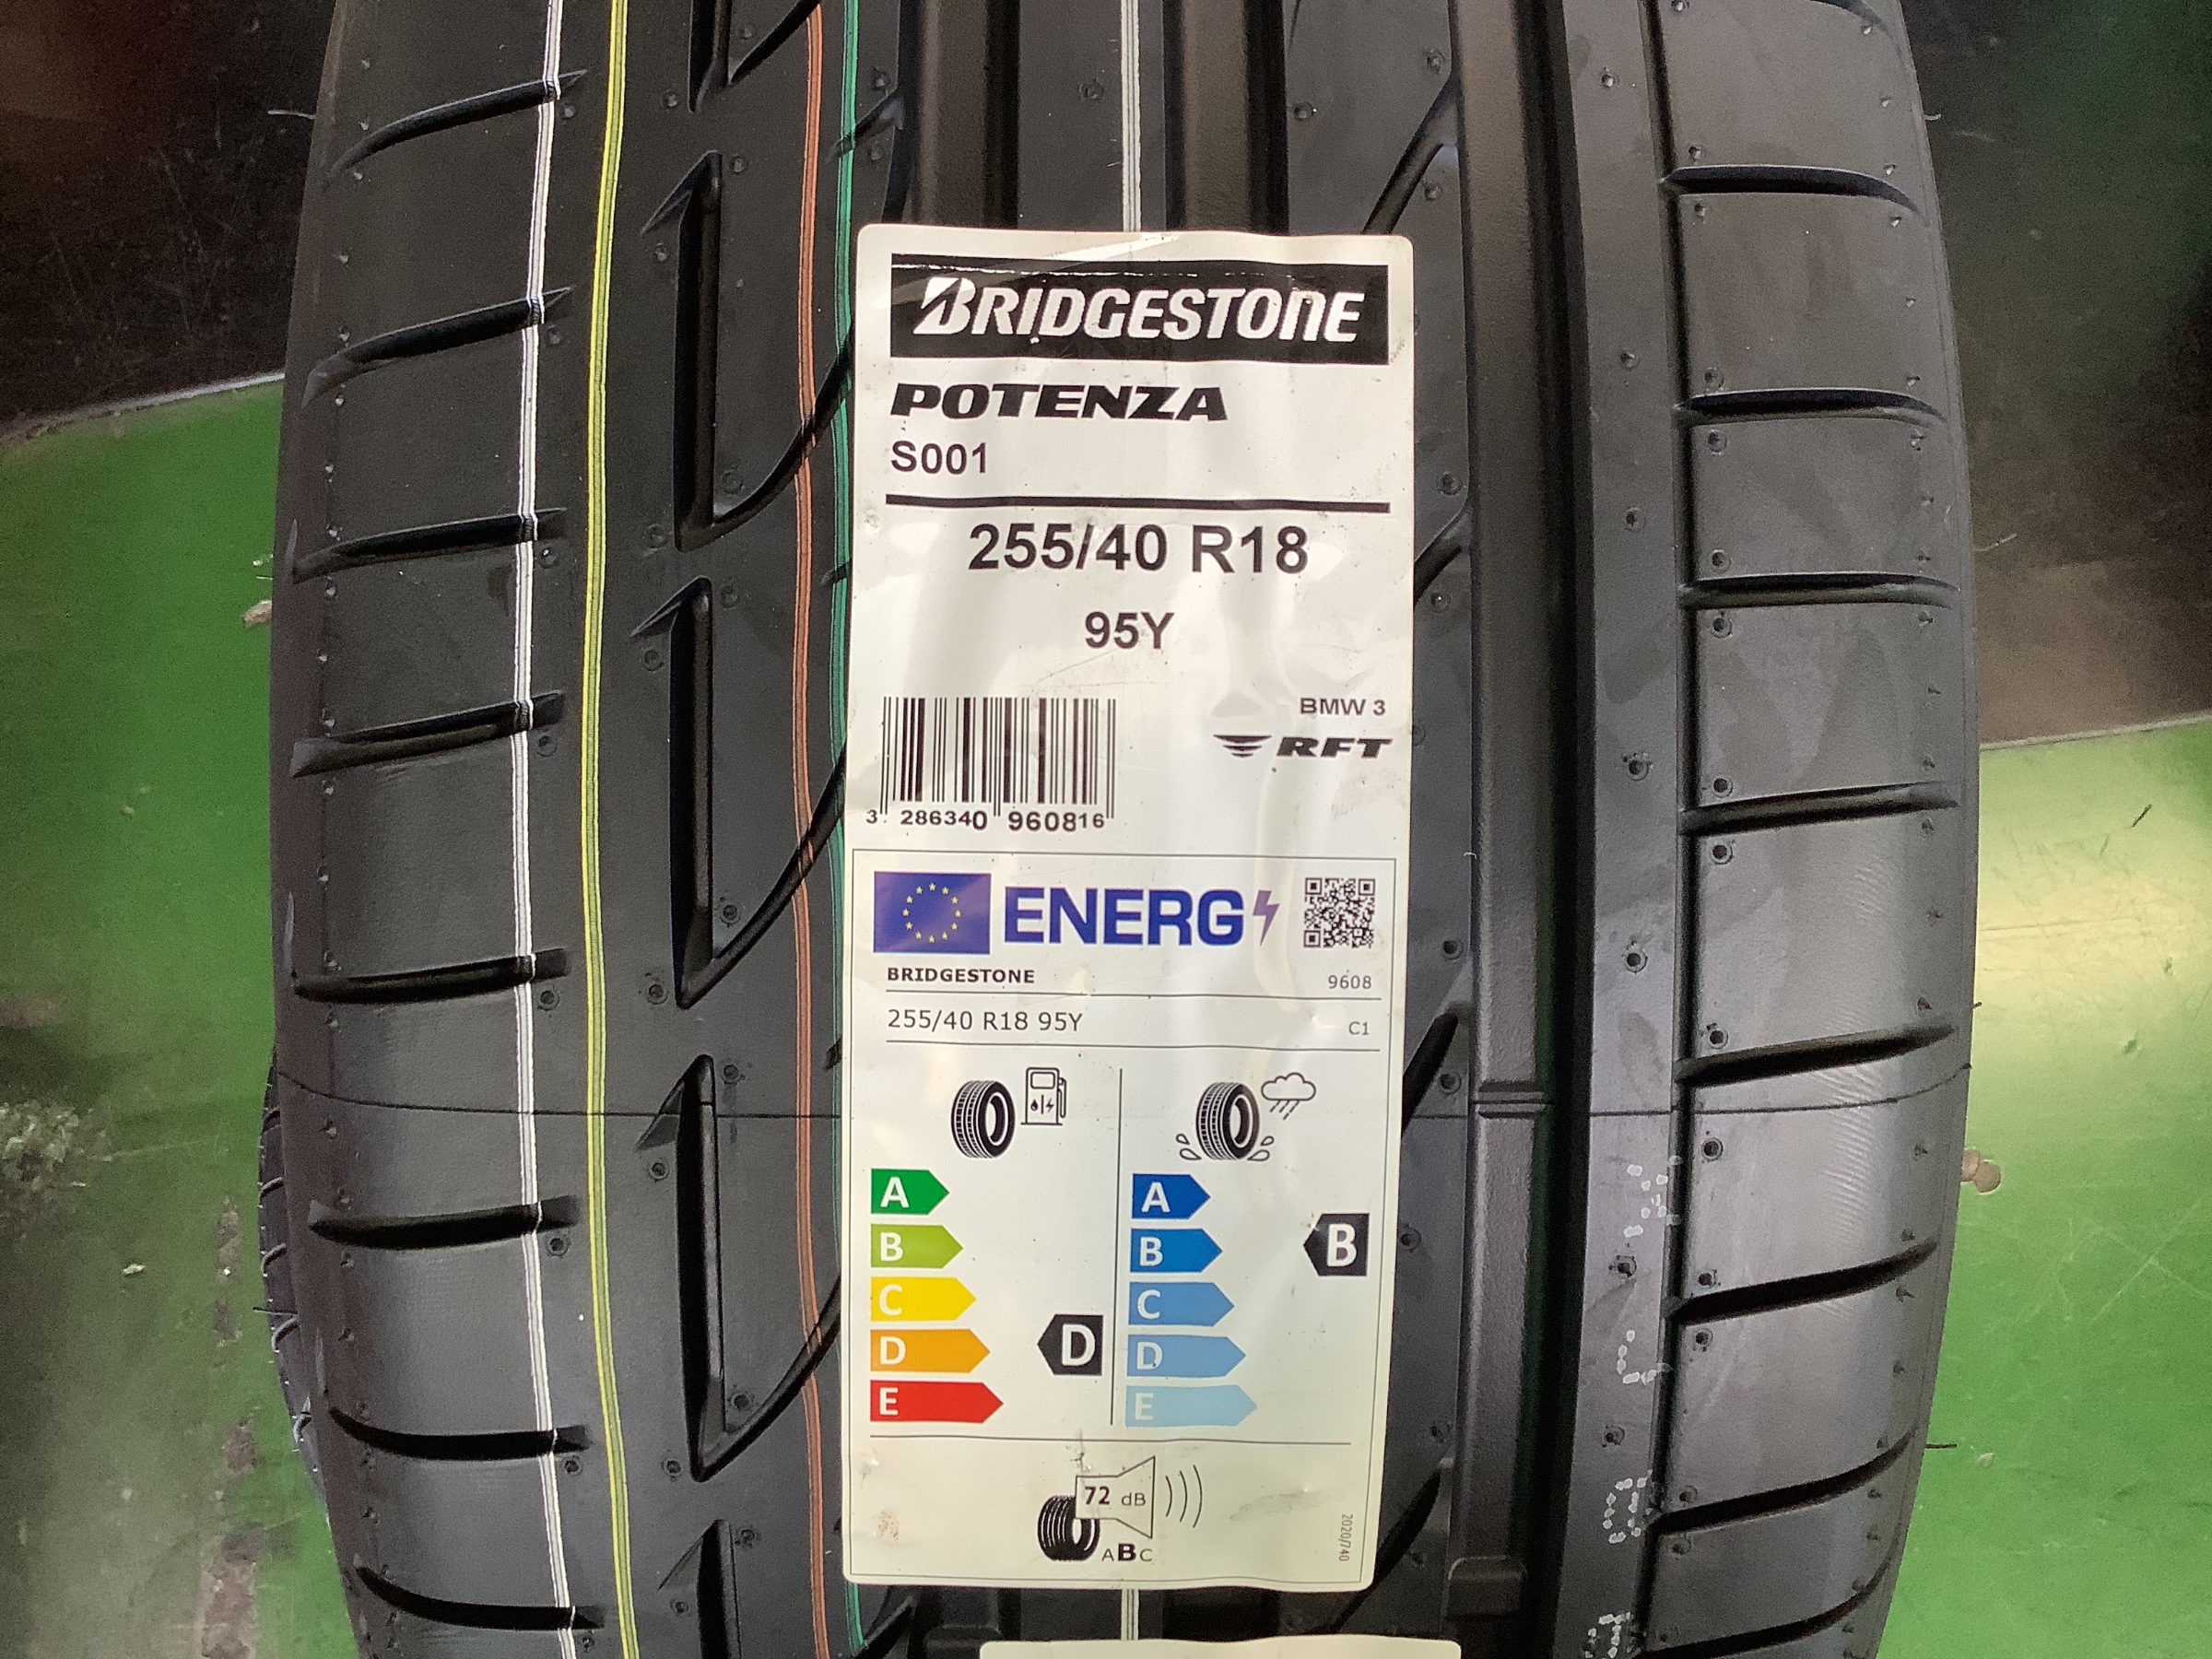 BRIDGESTONE
POTENZA
S001
255/40 R18
95Y
BMW 3
RFT
3 286340 960816
ENERG
BRIDGESTONE
9608
255/40 R18 95Y
C1
A
A
B
B
B
C
C
D
D
D
E
E
72 dB
ABC
2020/740